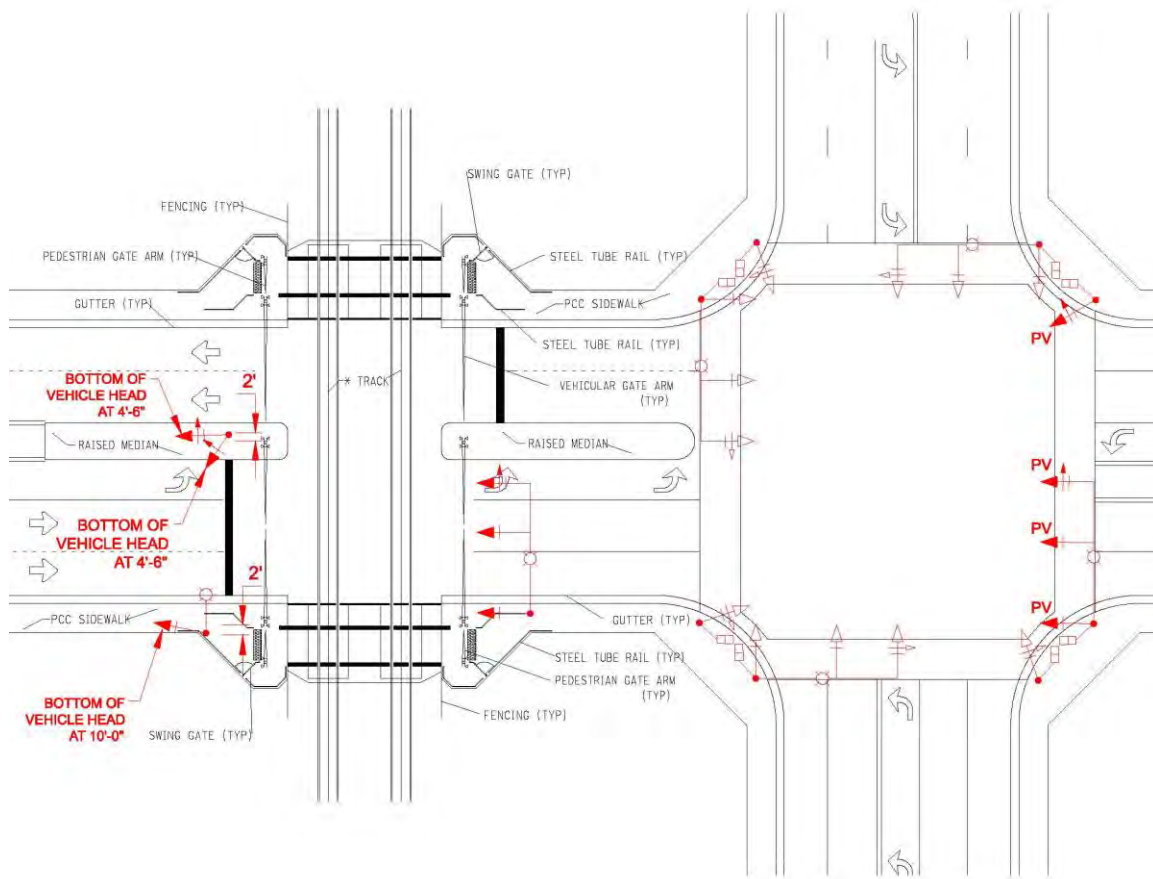 SWING GATE (TYP)
FENCING (TYP)
PEDESTRIAN GATE ARM (TYP)
STEEL TUBE RAIL (TYP)
GUTTER (TYP)
PCC SIDEWALK
PV
STEEL TUBE RAIL (TYP)
BOTTOM OF
VEHICLE HEAD
AT 4'-6"
2'
* TRACK
VEHICULAR GATE ARM
(TYP)
RAISED MEDIAN
RAISED MEDIAN
PV
BOTTOM OF
VEHICLE HEAD
AT 4'-6"
PV
2'
PV
PCC SIDEWALK
GUTTER (TYP)
STEEL TUBE RAIL (TYP)
PEDESTRIAN GATE ARM
(TYP)
BOTTOM OF
VEHICLE HEAD
AT 10'-0"
FENCING (TYP)
SWING GATE (TYP)